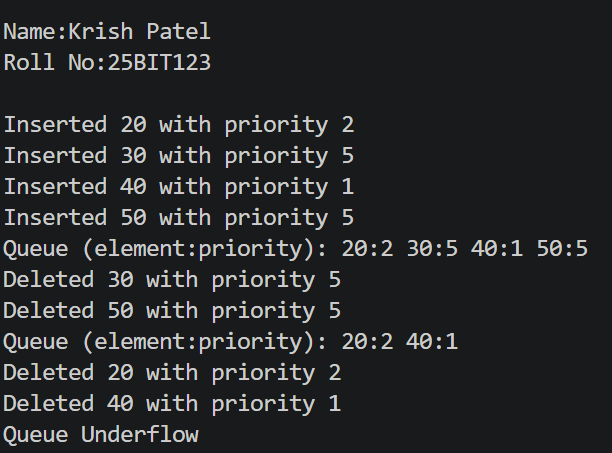 Name:Krish Patel
Roll No:25BIT123
Inserted 20 with priority 2
Inserted 30 with priority 5
Inserted 40 with priority 1
Inserted 50 with priority 5
Queue (element:priority): 20:2 30:5 40:1 50:5
Deleted 30 with priority 5
Deleted 50 with priority 5
Queue (element:priority): 20:2 40:1
Deleted 20 with priority 2
Deleted 40 with priority 1
Queue Underflow